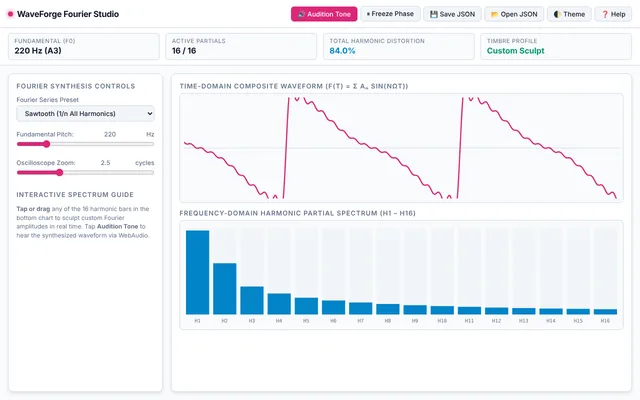 WaveForge Fourier Studio
🔊 Audition Tone
Freeze Phase
💾 Save JSON
📂 Open JSON
🌓 Theme
❓ Help
FUNDAMENTAL (F0)
220 Hz (A3)
ACTIVE PARTIALS
16 / 16
TOTAL HARMONIC DISTORTION
84.0%
TIMBRE PROFILE
Custom Sculpt
FOURIER SYNTHESIS CONTROLS
Fourier Series Preset
Sawtooth (1/n All Harmonics)
Fundamental Pitch: 220 Hz
Oscilloscope Zoom: 2.5 cycles
INTERACTIVE SPECTRUM GUIDE
Tap or drag any of the 16 harmonic bars in the
bottom chart to sculpt custom Fourier
amplitudes in real time. Tap Audition Tone to
hear the synthesized waveform via WebAudio.
TIME-DOMAIN COMPOSITE WAVEFORM (F(T) = Σ Aₙ SIN(NΩT))
FREQUENCY-DOMAIN HARMONIC PARTIAL SPECTRUM (H1 – H16)
H1 H2 H3 H4 H5 H6 H7 H8 H9 H10 H11 H12 H13 H14 H15 H16